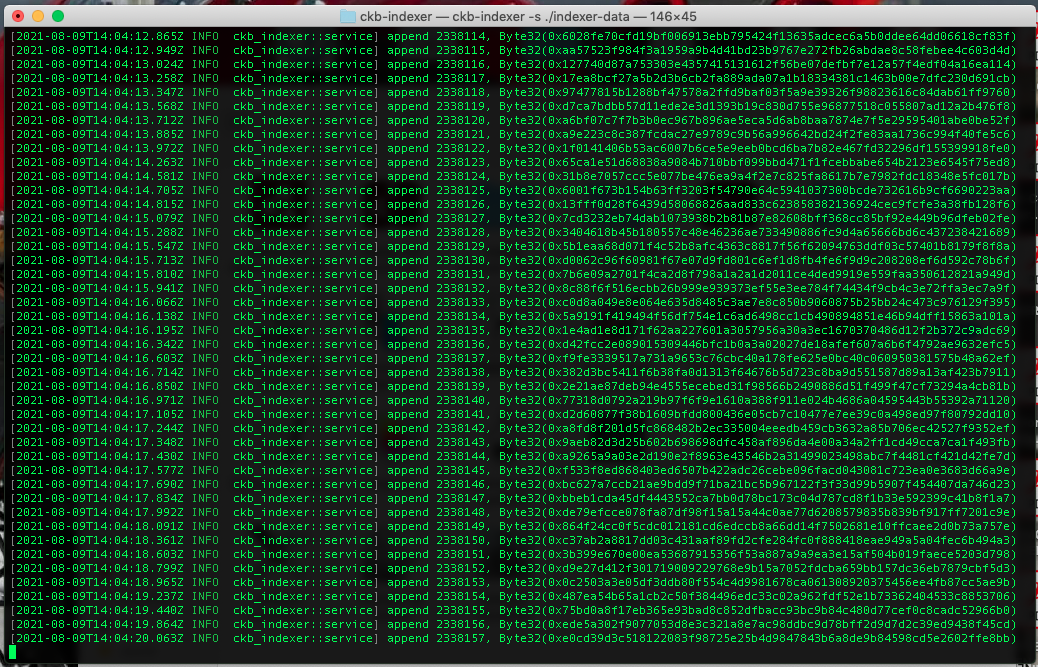 ckb-indexer — ckb-indexer -s ./indexer-data — 146×45
[2021-08-09T14:04:12.865Z INFO  ckb_indexer::service] append 2338114, Byte32(0x6028fe70cfd19bf006913ebb795424f13635adcec6a5b0ddee64dd06618cf83f)
[2021-08-09T14:04:12.949Z INFO  ckb_indexer::service] append 2338115, Byte32(0xaa57523f984f3a1959a9b4d41bd23b9767e272fb26abdae8c58febee4c603d4d)
[2021-08-09T14:04:13.024Z INFO  ckb_indexer::service] append 2338116, Byte32(0x127740d87a753303e4357415131612f56be07defbf7e12a57f4edf04a16ea114)
[2021-08-09T14:04:13.258Z INFO  ckb_indexer::service] append 2338117, Byte32(0x17ea8bcf27a5b2d3b6cb2fa889ada07a1b18334381c1463b00e7dfc230d691cb)
[2021-08-09T14:04:13.347Z INFO  ckb_indexer::service] append 2338118, Byte32(0x97477815b1288bf47578a2ffd9baf03f5a9e39326f98823616c84dab61ff9760)
[2021-08-09T14:04:13.568Z INFO  ckb_indexer::service] append 2338119, Byte32(0xd7ca7bdbb57d11ede2e3d1393b19c830d755e96877518c055807ad12a2b476f8)
[2021-08-09T14:04:13.712Z INFO  ckb_indexer::service] append 2338120, Byte32(0xa6bf07c7f7b3b0ec967b896ae5eca5d6ab8baa7874e7f5e29595401abe0be52f)
[2021-08-09T14:04:13.885Z INFO  ckb_indexer::service] append 2338121, Byte32(0xa9e223c8c387fcdac27e9789c9b56a996642bd24f2fe83aa1736c994f40fe5c6)
[2021-08-09T14:04:13.972Z INFO  ckb_indexer::service] append 2338122, Byte32(0x1f0141406b53ac6007b6ce5e9eeb0bcd6ba7b82e467fd32296df155399918fe0)
[2021-08-09T14:04:14.263Z INFO  ckb_indexer::service] append 2338123, Byte32(0x65ca1e51d68838a9084b710bbf099bbd471f1fcebbabe654b2123e6545f75ed8)
[2021-08-09T14:04:14.581Z INFO  ckb_indexer::service] append 2338124, Byte32(0x31b8e7057ccc5e077be476ea9a4f2e7c825fa8617b7e7982fdc18348e5fc017b)
[2021-08-09T14:04:14.705Z INFO  ckb_indexer::service] append 2338125, Byte32(0x6001f673b154b63ff3203f54790e64c5941037300bcde732616b9cf6690223aa)
[2021-08-09T14:04:14.815Z INFO  ckb_indexer::service] append 2338126, Byte32(0x13fff0d28f6439d58068826aad833c623858382136924cec9fcfe3a38fb128f6)
[2021-08-09T14:04:15.079Z INFO  ckb_indexer::service] append 2338127, Byte32(0x7cd3232eb74dab1073938b2b81b87e82608bff368cc85bf92e449b96dfeb02fe)
[2021-08-09T14:04:15.288Z INFO  ckb_indexer::service] append 2338128, Byte32(0x3404618b45b180557c48e46236ae733490886fc9d4a65666bd6c437238421689)
[2021-08-09T14:04:15.547Z INFO  ckb_indexer::service] append 2338129, Byte32(0x5b1eaa68d071f4c52b8afc4363c8817f56f62094763ddf03c57401b8179f8f8a)
[2021-08-09T14:04:15.713Z INFO  ckb_indexer::service] append 2338130, Byte32(0xd0062c96f60981f67e07d9fd801c6ef1d8fb4fe6f9d9c208208ef6d592c78b6f)
[2021-08-09T14:04:15.810Z INFO  ckb_indexer::service] append 2338131, Byte32(0x7b6e09a2701f4ca2d8f798a1a2a1d2011ce4ded9919e559faa350612821a949d)
[2021-08-09T14:04:15.941Z INFO  ckb_indexer::service] append 2338132, Byte32(0x8c88f6f516ecbb26b999e939373ef55e3ee784f74434f9cb4c3e72ffa3ec7a9f)
[2021-08-09T14:04:16.066Z INFO  ckb_indexer::service] append 2338133, Byte32(0xc0d8a049e8e064e635d8485c3ae7e8c850b9060875b25bb24c473c976129f395)
[2021-08-09T14:04:16.138Z INFO  ckb_indexer::service] append 2338134, Byte32(0x5a9191f419494f56df754e1c6ad6498cc1cb490894851e46b94dff15863a101a)
[2021-08-09T14:04:16.195Z INFO  ckb_indexer::service] append 2338135, Byte32(0x1e4ad1e8d171f62aa227601a3057956a30a3ec1670370486d12f2b372c9adc69)
[2021-08-09T14:04:16.342Z INFO  ckb_indexer::service] append 2338136, Byte32(0xd42fcc2e089015309446bfc1b0a3a02027de18afef607a6b6f4792ae9632efc5)
[2021-08-09T14:04:16.603Z INFO  ckb_indexer::service] append 2338137, Byte32(0xf9fe3339517a731a9653c76cbc40a178fe625e0bc40c060950381575b48a62ef)
[2021-08-09T14:04:16.714Z INFO  ckb_indexer::service] append 2338138, Byte32(0x382d3bc5411f6b38fa0d1313f64676b5d723c8ba9d551587d89a13af423b7911)
[2021-08-09T14:04:16.850Z INFO  ckb_indexer::service] append 2338139, Byte32(0x2e21ae87deb94e4555ecebed31f98566b2490886d51f499f47cf73294a4cb81b)
[2021-08-09T14:04:16.971Z INFO  ckb_indexer::service] append 2338140, Byte32(0x77318d0792a219b97f6f9e1610a388f911e024b4686a04595443b55392a71120)
[2021-08-09T14:04:17.105Z INFO  ckb_indexer::service] append 2338141, Byte32(0xd2d60877f38b1609bfdd800436e05cb7c10477e7ee39c0a498ed97f80792dd10)
[2021-08-09T14:04:17.244Z INFO  ckb_indexer::service] append 2338142, Byte32(0xa8fd8f201d5fc868482b2ec335004eeedb459cb3632a85b706ec42527f9352ef)
[2021-08-09T14:04:17.348Z INFO  ckb_indexer::service] append 2338143, Byte32(0x9aeb82d3d25b602b698698dfc458af896da4e00a34a2ff1cd49cca7ca1f493fb)
[2021-08-09T14:04:17.430Z INFO  ckb_indexer::service] append 2338144, Byte32(0xa9265a9a03e2d190e2f8963e43546b2a31499023498abc7f4481cf421d42fe7d)
[2021-08-09T14:04:17.577Z INFO  ckb_indexer::service] append 2338145, Byte32(0xf533f8ed868403ed6507b422adc26cebe096facd043081c723ea0e3683d66a9e)
[2021-08-09T14:04:17.690Z INFO  ckb_indexer::service] append 2338146, Byte32(0xbc627a7ccb21ae9bdd9f71ba21bc5b967122f3f33d99b5907f454407da746d23)
[2021-08-09T14:04:17.834Z INFO  ckb_indexer::service] append 2338147, Byte32(0xbbeb1cda45df4443552ca7bb0d78bc173c04d787cd8f1b33e592399c41b8f1a7)
[2021-08-09T14:04:17.992Z INFO  ckb_indexer::service] append 2338148, Byte32(0xde79efcce078fa87df98f15a15a44c0ae77d6208579835b839bf917ff7201c9e)
[2021-08-09T14:04:18.091Z INFO  ckb_indexer::service] append 2338149, Byte32(0x864f24cc0f5cdc012181cd6edccb8a66dd14f7502681e10ffcaee2d0b73a757e)
[2021-08-09T14:04:18.361Z INFO  ckb_indexer::service] append 2338150, Byte32(0xc37ab2a8817dd03c431aaf89fd2cfe284fc0f888418eae949a5a04fec6b494a3)
[2021-08-09T14:04:18.603Z INFO  ckb_indexer::service] append 2338151, Byte32(0x3b399e670e00ea53687915356f53a887a9a9ea3e15af504b019faece5203d798)
[2021-08-09T14:04:18.799Z INFO  ckb_indexer::service] append 2338152, Byte32(0xd9e27d412f301719009229768e9b15a7052fdcba659bb157dc36eb7879cbf5d3)
[2021-08-09T14:04:18.965Z INFO  ckb_indexer::service] append 2338153, Byte32(0x0c2503a3e05df3ddb80f554c4d9981678ca061308920375456ee4fb87cc5ae9b)
[2021-08-09T14:04:19.237Z INFO  ckb_indexer::service] append 2338154, Byte32(0x487ea54b65a1cb2c50f384496edc33c02a962fdf52e1b73362404533c8853706)
[2021-08-09T14:04:19.440Z INFO  ckb_indexer::service] append 2338155, Byte32(0x75bd0a8f17eb365e93bad8c852dfbacc93bc9b84c480d77cef0c8cadc52966b0)
[2021-08-09T14:04:19.864Z INFO  ckb_indexer::service] append 2338156, Byte32(0xede5a302f9077053d8e3c321a8e7ac98ddbc9d78bff2d9d7d2c39ed9438f45cd)
[2021-08-09T14:04:20.063Z INFO  ckb_indexer::service] append 2338157, Byte32(0xe0cd39d3c518122083f98725e25b4d9847843b6a8de9b84598cd5e2602ffe8bb)